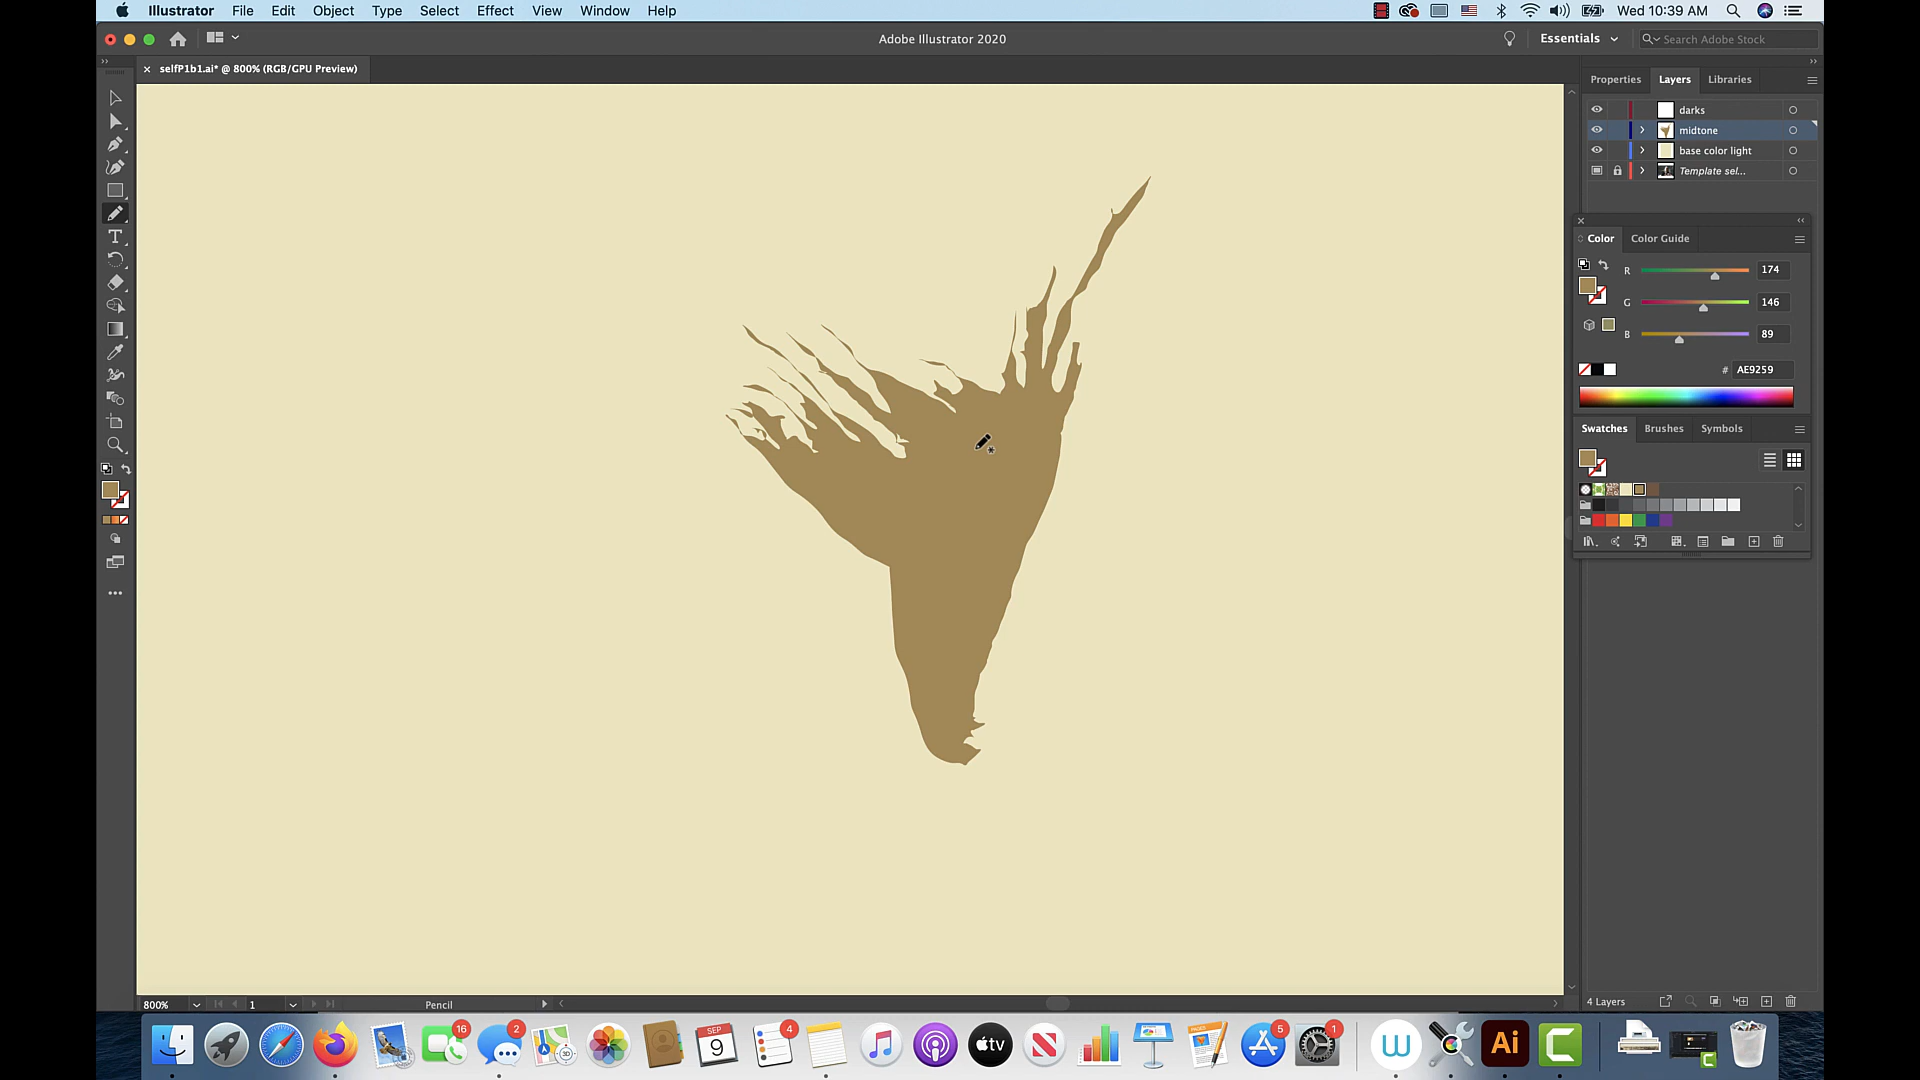 Illustrator File Edit Object Type Select Effect View Window Help Wed 10:39 AM
Adobe Illustrator 2020 Essentials Search Adobe Stock
selfP1b1.ai* @ 800% (RGB/GPU Preview)
Properties Layers Libraries
darks
midtone
base color light
Template sel...
Color Color Guide
R 174
G 146
B 89
# AE9259
Swatches Brushes Symbols
800% 1 Pencil
4 Layers
16 2 SEP 9 4 tv 5 1 Ai